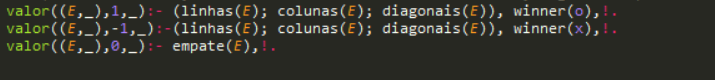 valor((E,_),1,_):- (linhas(E); colunas(E); diagonais(E)), winner(o),!.
valor((E,_),-1,_):-(linhas(E); colunas(E); diagonais(E)), winner(x),!.
valor((E,_),0,_):- empate(E),!.